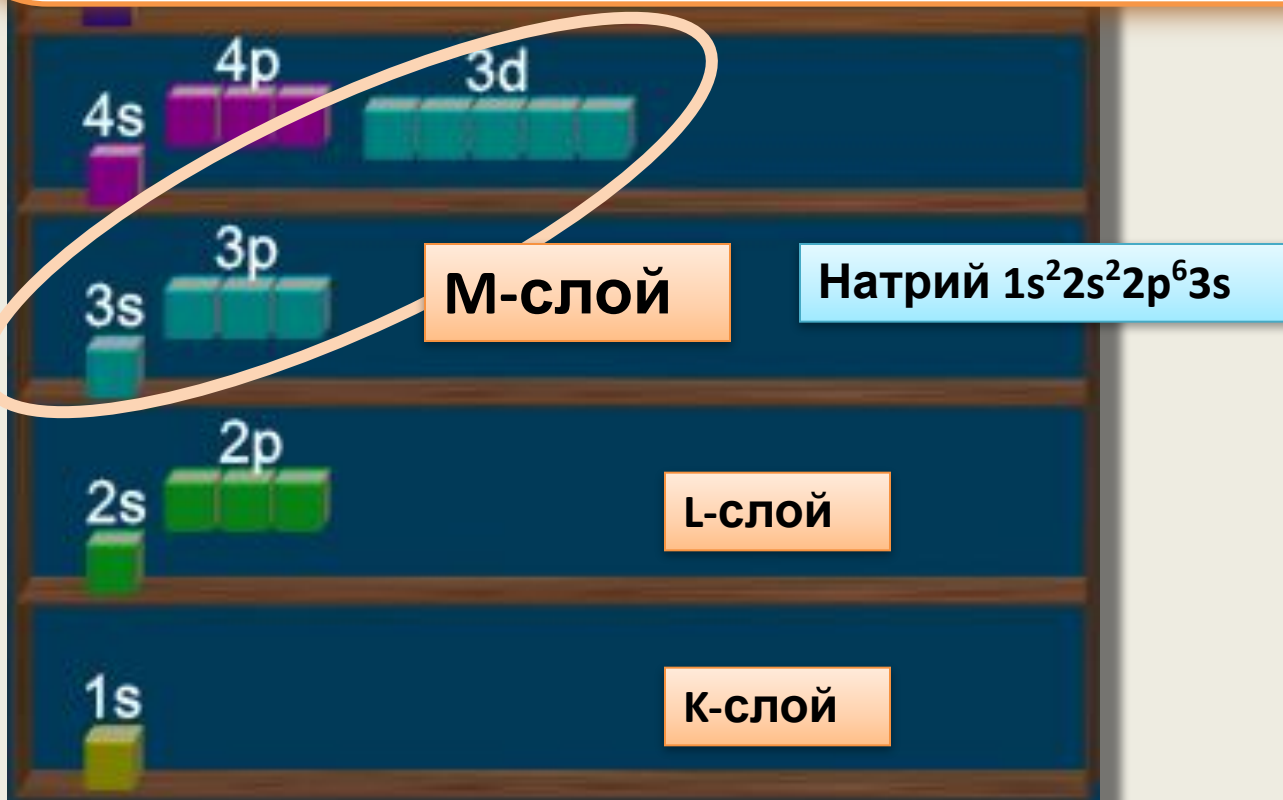 4p 3d
4s
3p
3s
М-слой
Натрий 1s²2s²2p⁶3s
2p
2s
L-слой
1s
К-слой